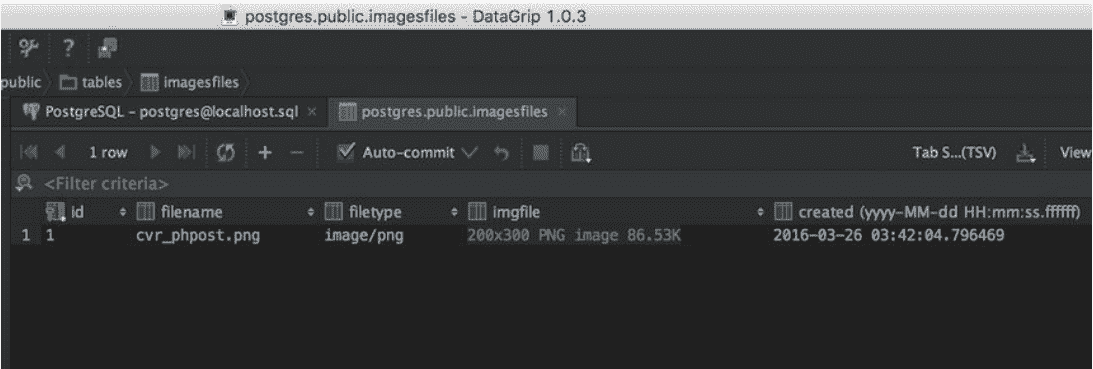 postgres.public.imagesfiles - DataGrip 1.0.3
?
public tables imagesfiles
PostgreSQL - postgres@localhost.sql × postgres.public.imagesfiles ×
1 row + − Auto-commit Tab S...(TSV) View
<Filter criteria>
id filename filetype imgfile created (yyyy-MM-dd HH:mm:ss.ffffff)
1 1 cvr_phpost.png image/png 200x300 PNG image 86.53K 2016-03-26 03:42:04.796469